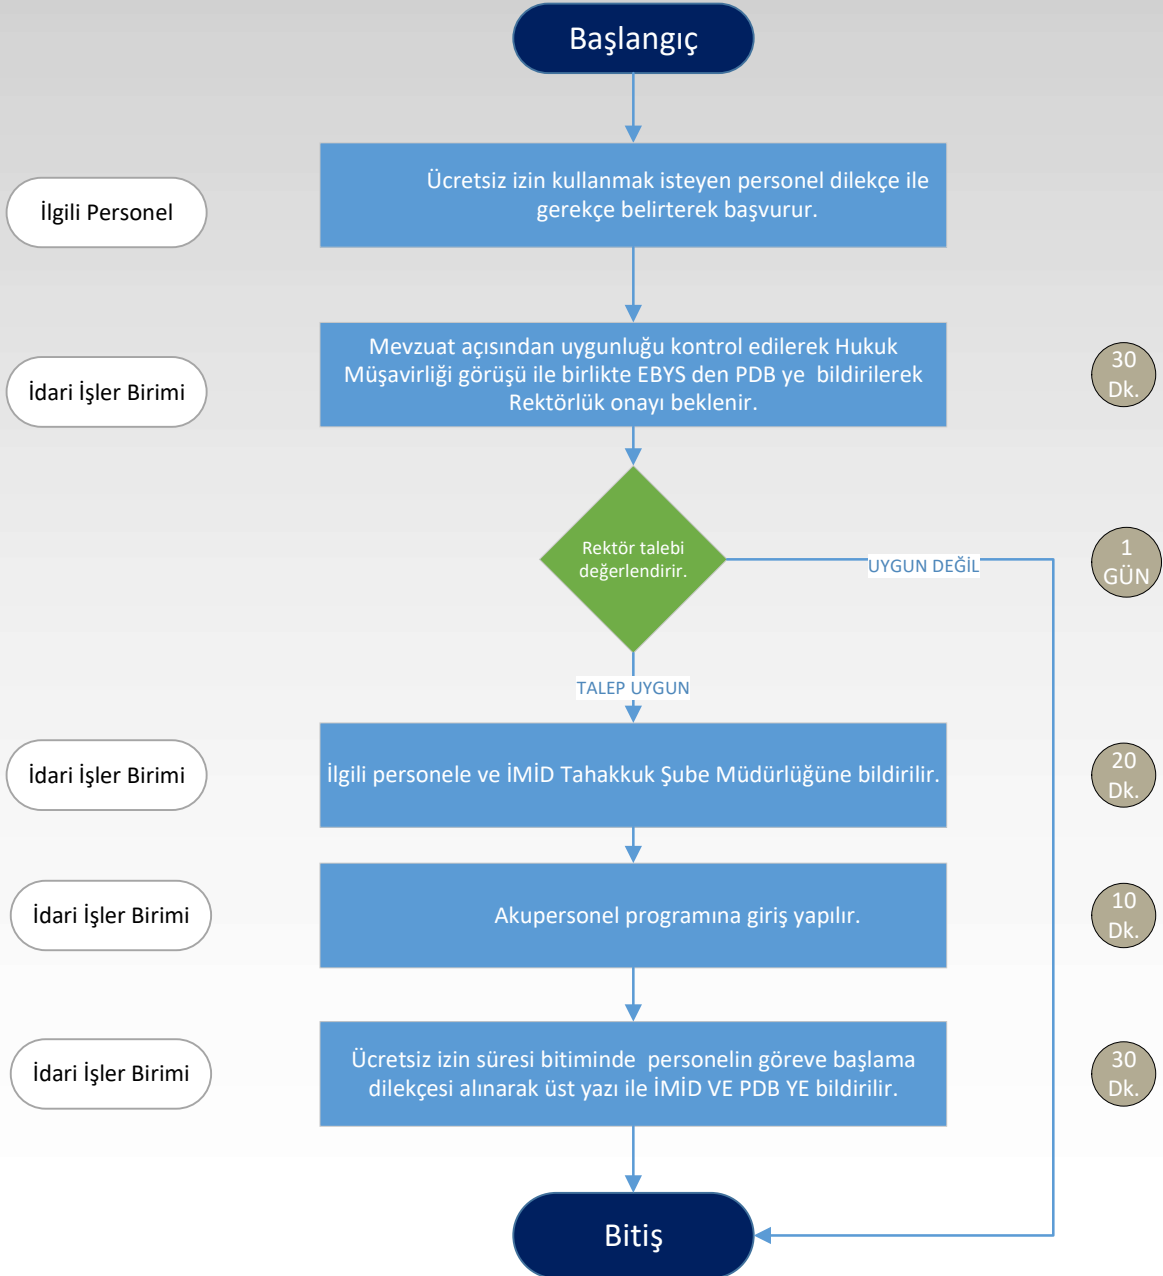 Başlangıç
İlgili Personel
Ücretsiz izin kullanmak isteyen personel dilekçe ile
gerekçe belirterek başvurur.
İdari İşler Birimi
Mevzuat açısından uygunluğu kontrol edilerek Hukuk
Müşavirliği görüşü ile birlikte EBYS den PDB ye  bildirilerek
Rektörlük onayı beklenir.
30
Dk.
Rektör talebi
değerlendirir.
UYGUN DEĞİL
1
GÜN
TALEP UYGUN
İdari İşler Birimi
İlgili personele ve İMİD Tahakkuk Şube Müdürlüğüne bildirilir.
20
Dk.
İdari İşler Birimi
Akupersonel programına giriş yapılır.
10
Dk.
İdari İşler Birimi
Ücretsiz izin süresi bitiminde  personelin göreve başlama
dilekçesi alınarak üst yazı ile İMİD VE PDB YE bildirilir.
30
Dk.
Bitiş